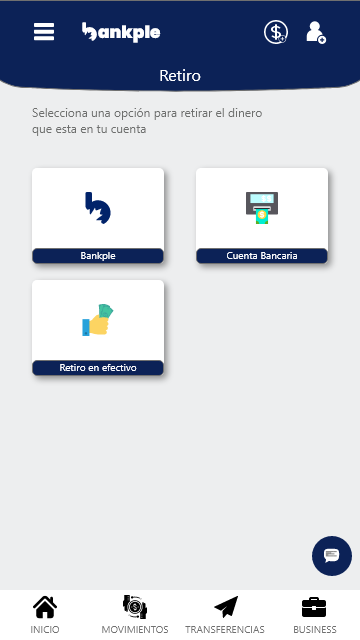 bankple
Retiro
Selecciona una opción para retirar el dinero
que esta en tu cuenta
Bankple
Cuenta Bancaria
Retiro en efectivo
INICIO
MOVIMIENTOS
TRANSFERENCIAS
BUSINESS